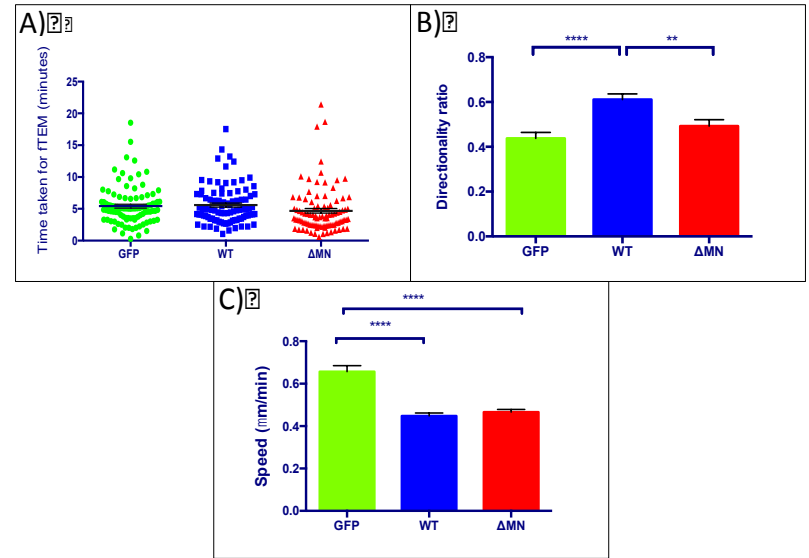 A)⍰ ⍰
Time taken for fTEM (minutes)
25
20
15
10
5
0
GFP WT ΔMN
B)⍰
**** **
Directionality ratio
0.8
0.6
0.4
0.2
0.0
GFP WT ΔMN
C)⍰
****
****
Speed (mm/min)
0.8
0.6
0.4
0.2
0.0
GFP WT ΔMN